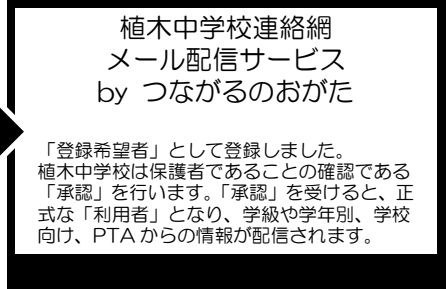 植木中学校連絡網
メール配信サービス
by つながるのおがた
「登録希望者」として登録しました。
植木中学校は保護者であることの確認である
「承認」を行います。「承認」を受けると、正
式な「利用者」となり、学級や学年別、学校
向け、PTA からの情報が配信されます。